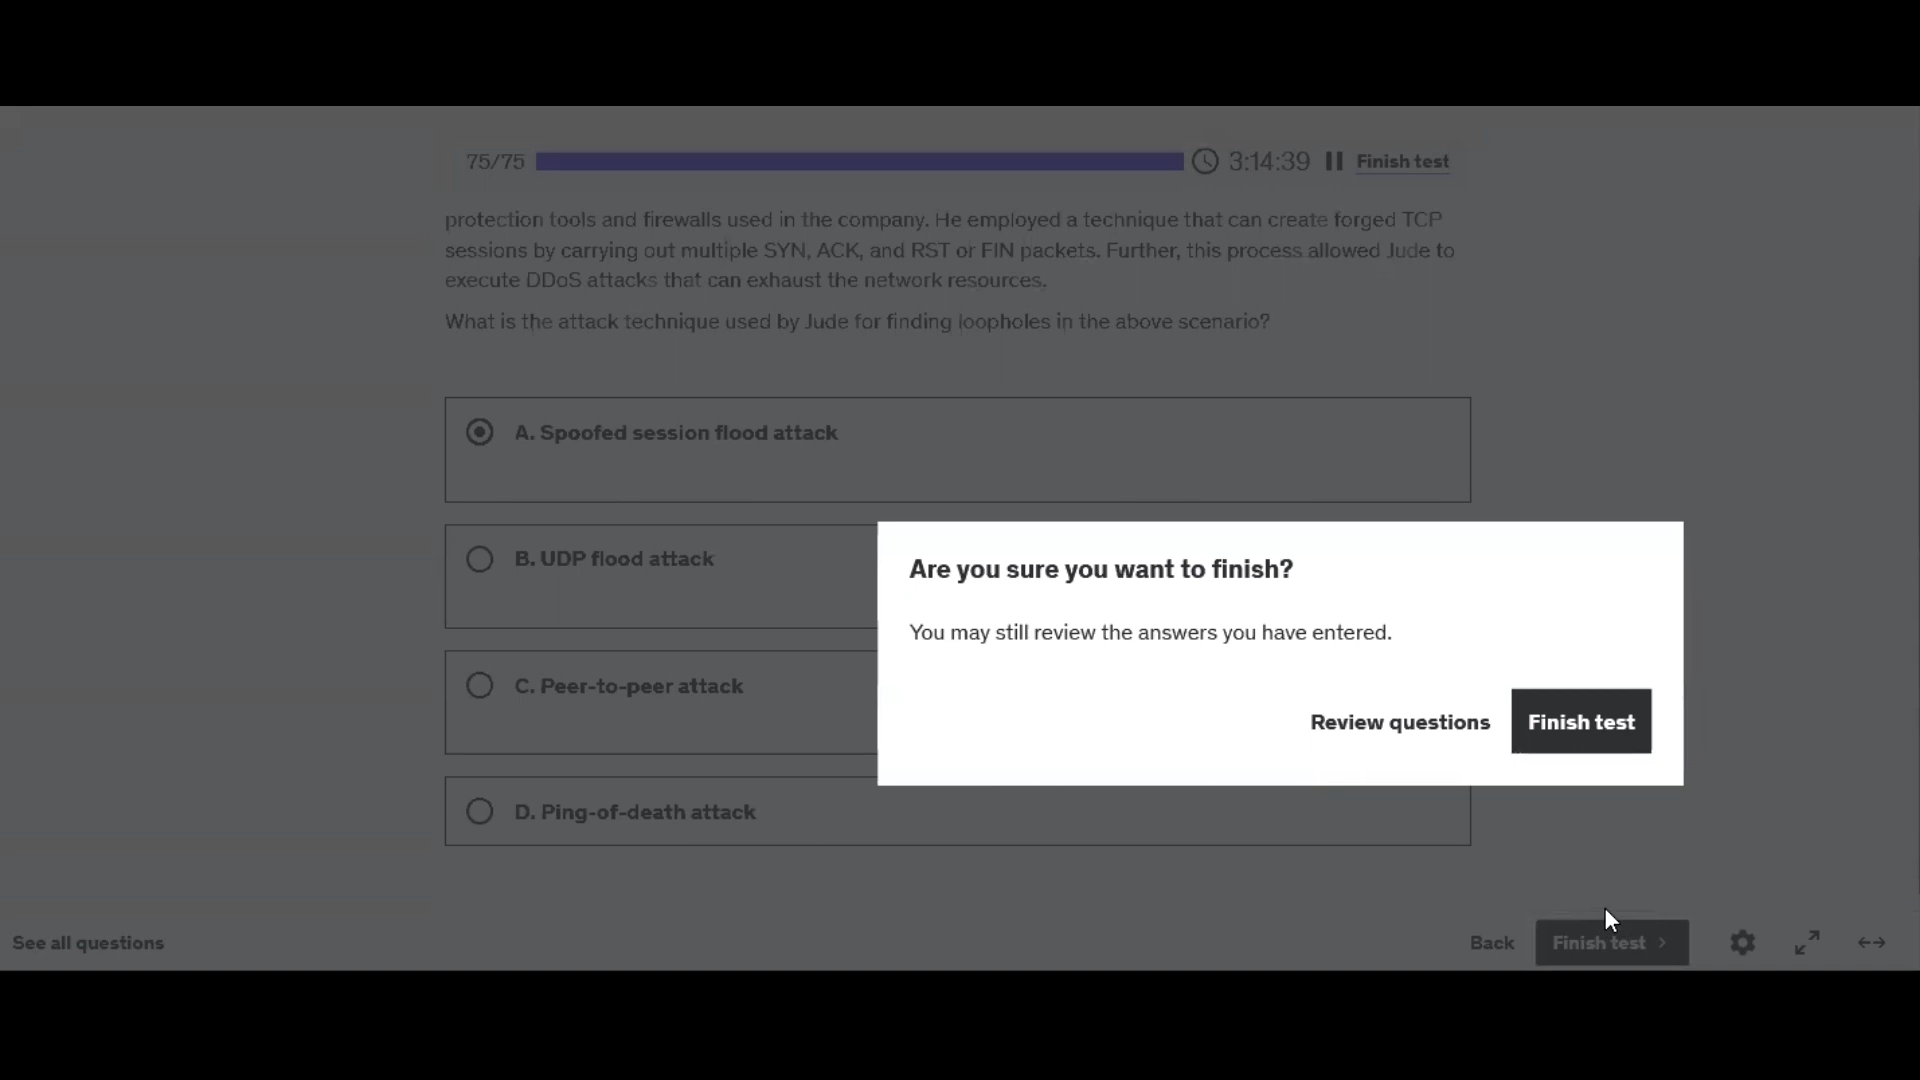 75/75
3:14:39
Finish test
protection tools and firewalls used in the company. He employed a technique that can create forged TCP
sessions by carrying out multiple SYN, ACK, and RST or FIN packets. Further, this process allowed Jude to
execute DDoS attacks that can exhaust the network resources.
What is the attack technique used by Jude for finding loopholes in the above scenario?
A. Spoofed session flood attack
B. UDP flood attack
C. Peer-to-peer attack
D. Ping-of-death attack
Are you sure you want to finish?
You may still review the answers you have entered.
Review questions
Finish test
See all questions
Back
Finish test